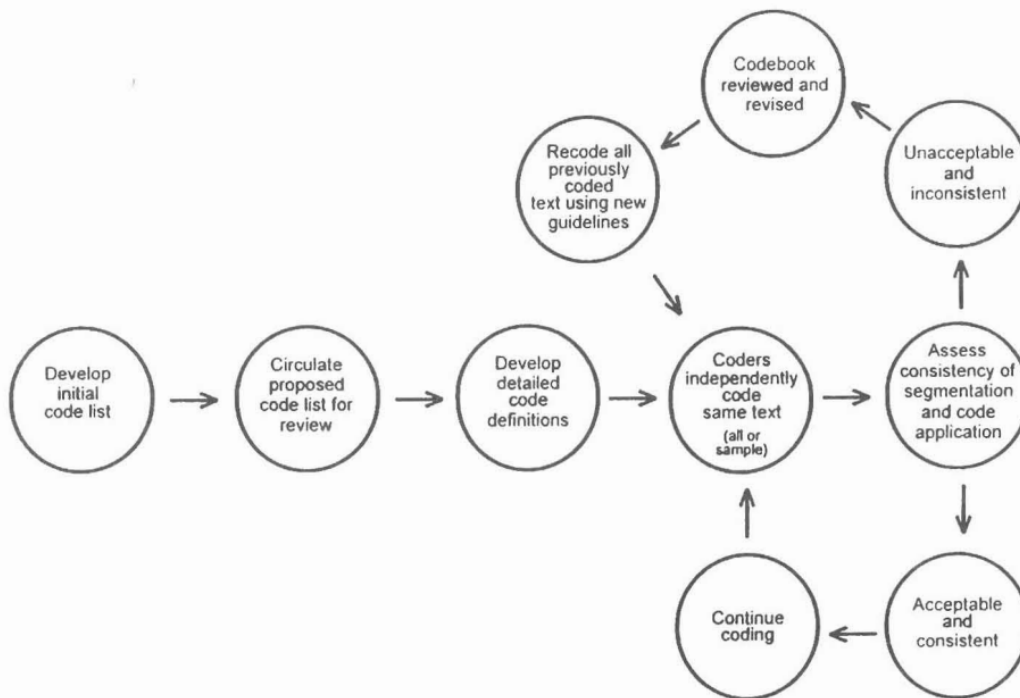 Codebook
reviewed and
revised
Recode all
previously
coded
text using new
guidelines
Unacceptable
and
inconsistent
Develop
initial
code list
Circulate
proposed
code list for
review
Develop
detailed
code
definitions
Coders
independently
code
same text
(all or
sample)
Assess
consistency of
segmentation
and code
application
Continue
coding
Acceptable
and
consistent